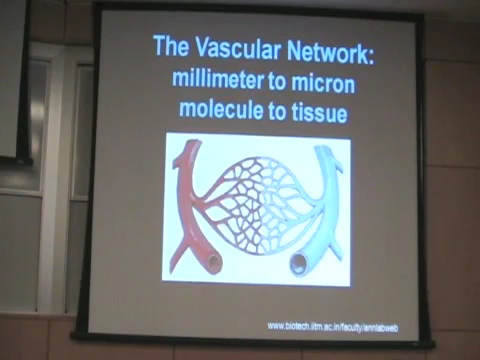 The Vascular Network:
millimeter to micron
molecule to tissue
www.biotech.iitm.ac.in/faculty/annlabweb